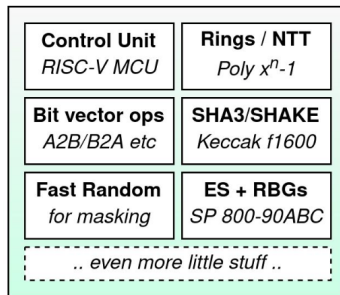 Control Unit
RISC-V MCU
Rings / NTT
Poly xⁿ-1
Bit vector ops
A2B/B2A etc
SHA3/SHAKE
Keccak f1600
Fast Random
for masking
ES + RBGs
SP 800-90ABC
.. even more little stuff ..